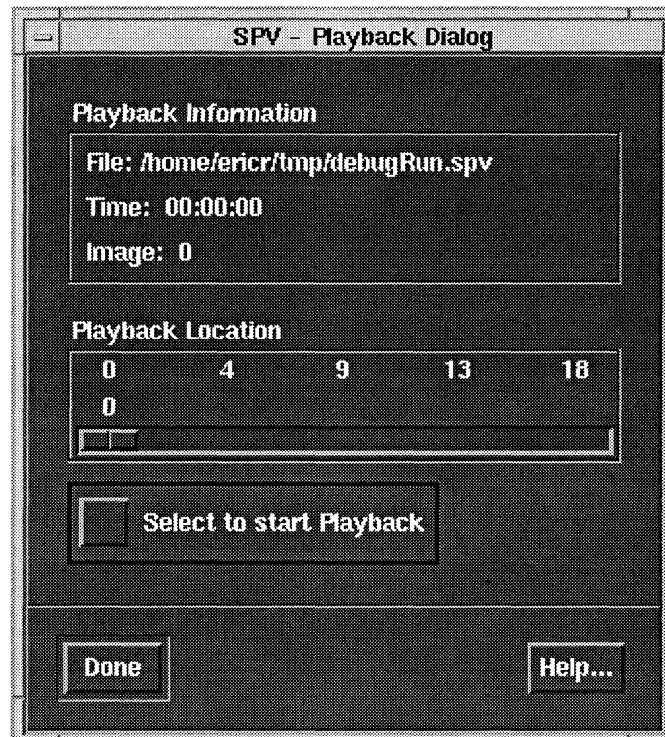 SPV - Playback Dialog
Playback Information
File: /home/ericr/tmp/debugRun.spv
Time: 00:00:00
Image: 0
Playback Location
0 4 9 13 18
0
Select to start Playback
Done Help...